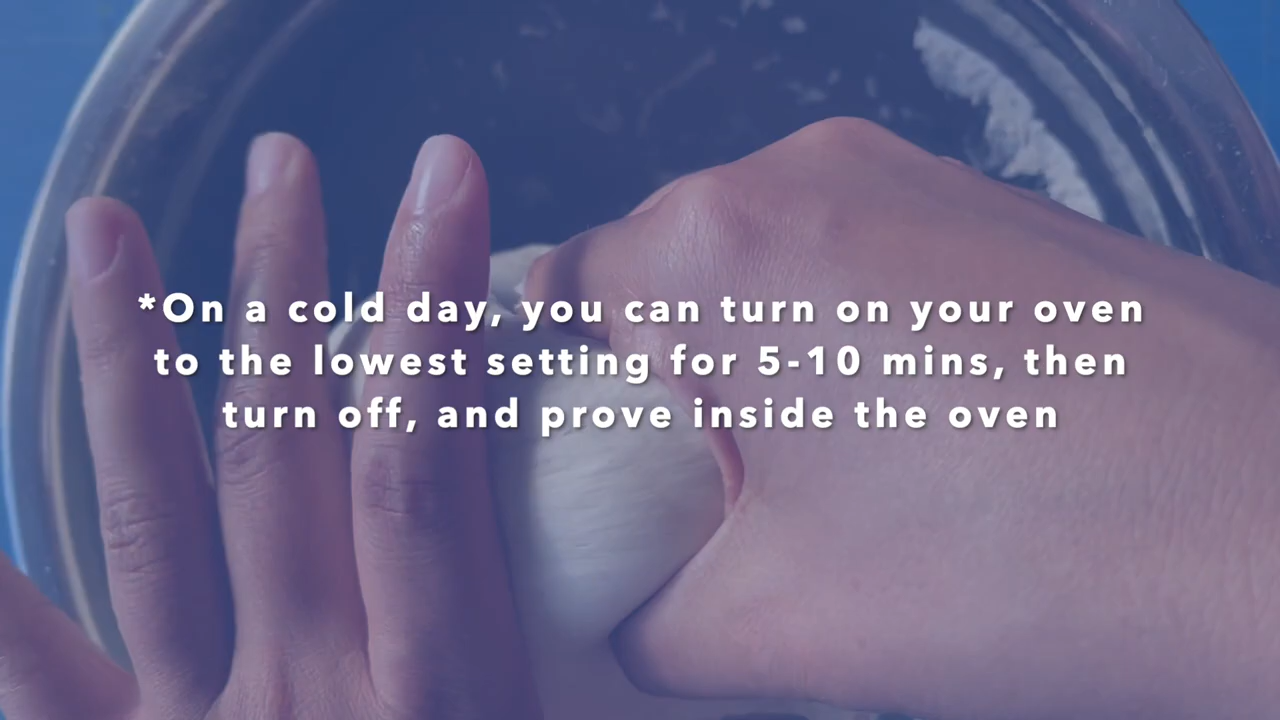 *On a cold day, you can turn on your oven
to the lowest setting for 5-10 mins, then
turn off, and prove inside the oven